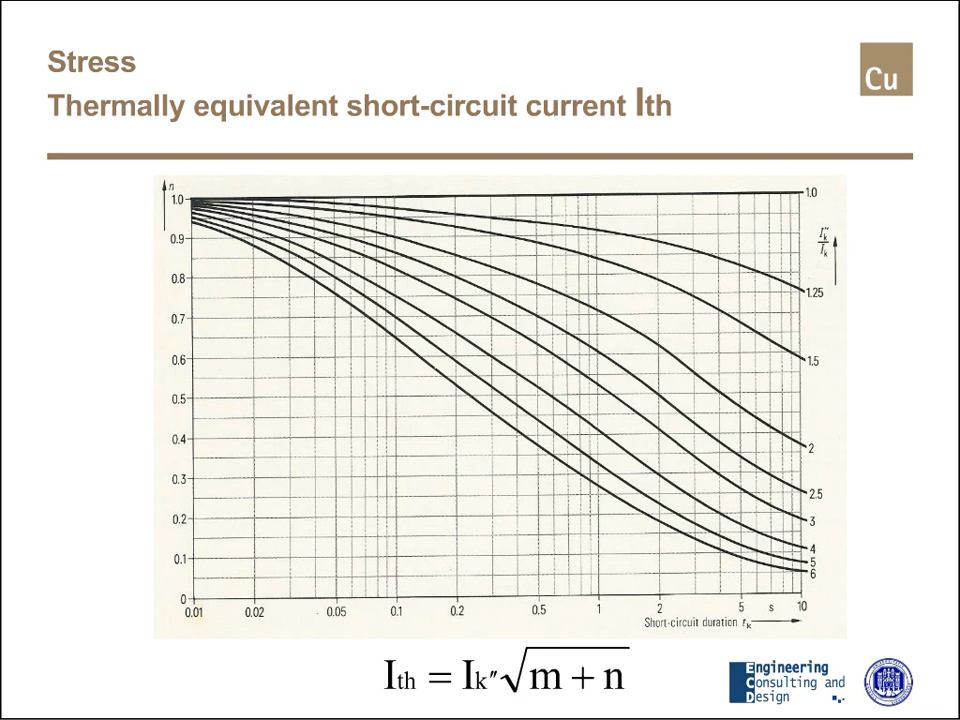 Stress
Thermally equivalent short-circuit current Ith
Cu
n
1.0
0.9
0.8
0.7
0.6
0.5
0.4
0.3
0.2
0.1
0
1.0
I″k
Ik
1.25
1.5
2
2.5
3
4
5
6
0.01 0.02 0.05 0.1 0.2 0.5 1 2 5 s 10
Short-circuit duration tk
Ith = Ik″√m + n
Engineering
Consulting and
Design